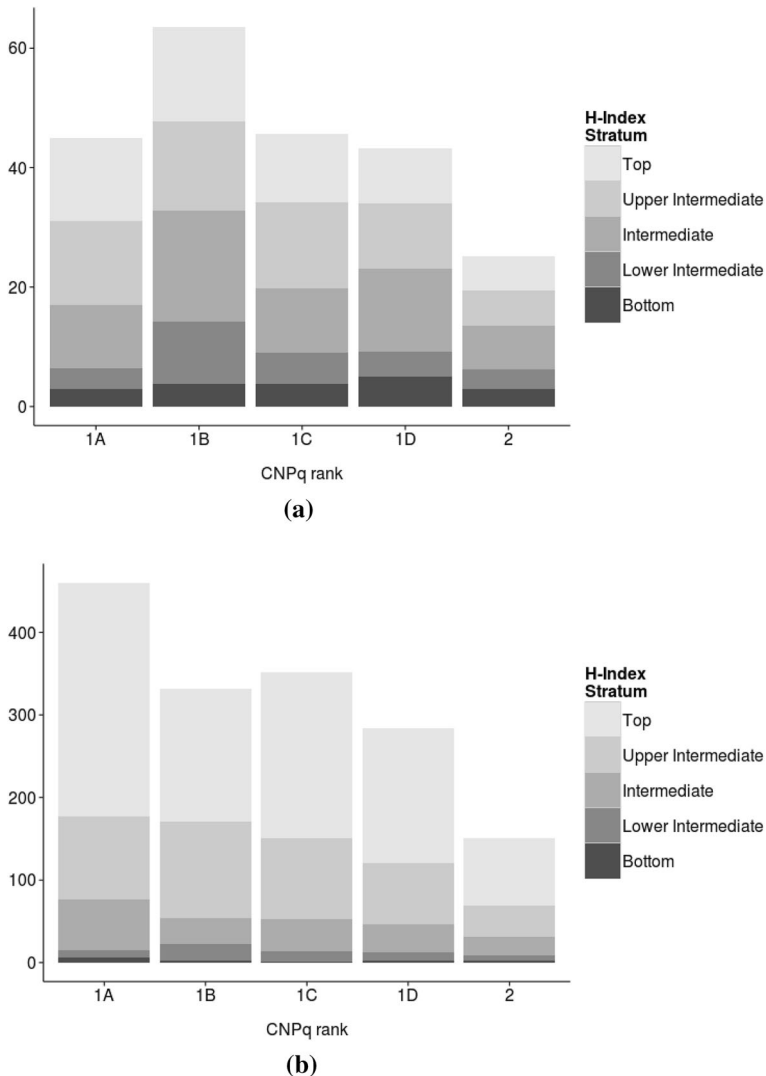 60
40
20
0
1A 1B 1C 1D 2
CNPq rank
H-Index
Stratum
Top
Upper Intermediate
Intermediate
Lower Intermediate
Bottom
(a)
400
300
200
100
0
1A 1B 1C 1D 2
CNPq rank
H-Index
Stratum
Top
Upper Intermediate
Intermediate
Lower Intermediate
Bottom
(b)